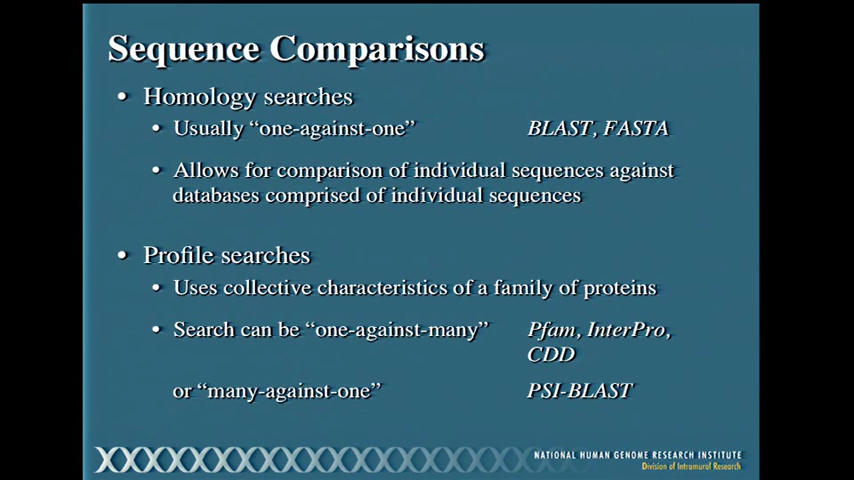 Sequence Comparisons
• Homology searches
• Usually “one-against-one” BLAST, FASTA
• Allows for comparison of individual sequences against
databases comprised of individual sequences
• Profile searches
• Uses collective characteristics of a family of proteins
• Search can be “one-against-many” Pfam, InterPro,
CDD
or “many-against-one” PSI-BLAST
NATIONAL HUMAN GENOME RESEARCH INSTITUTE
Division of Intramural Research